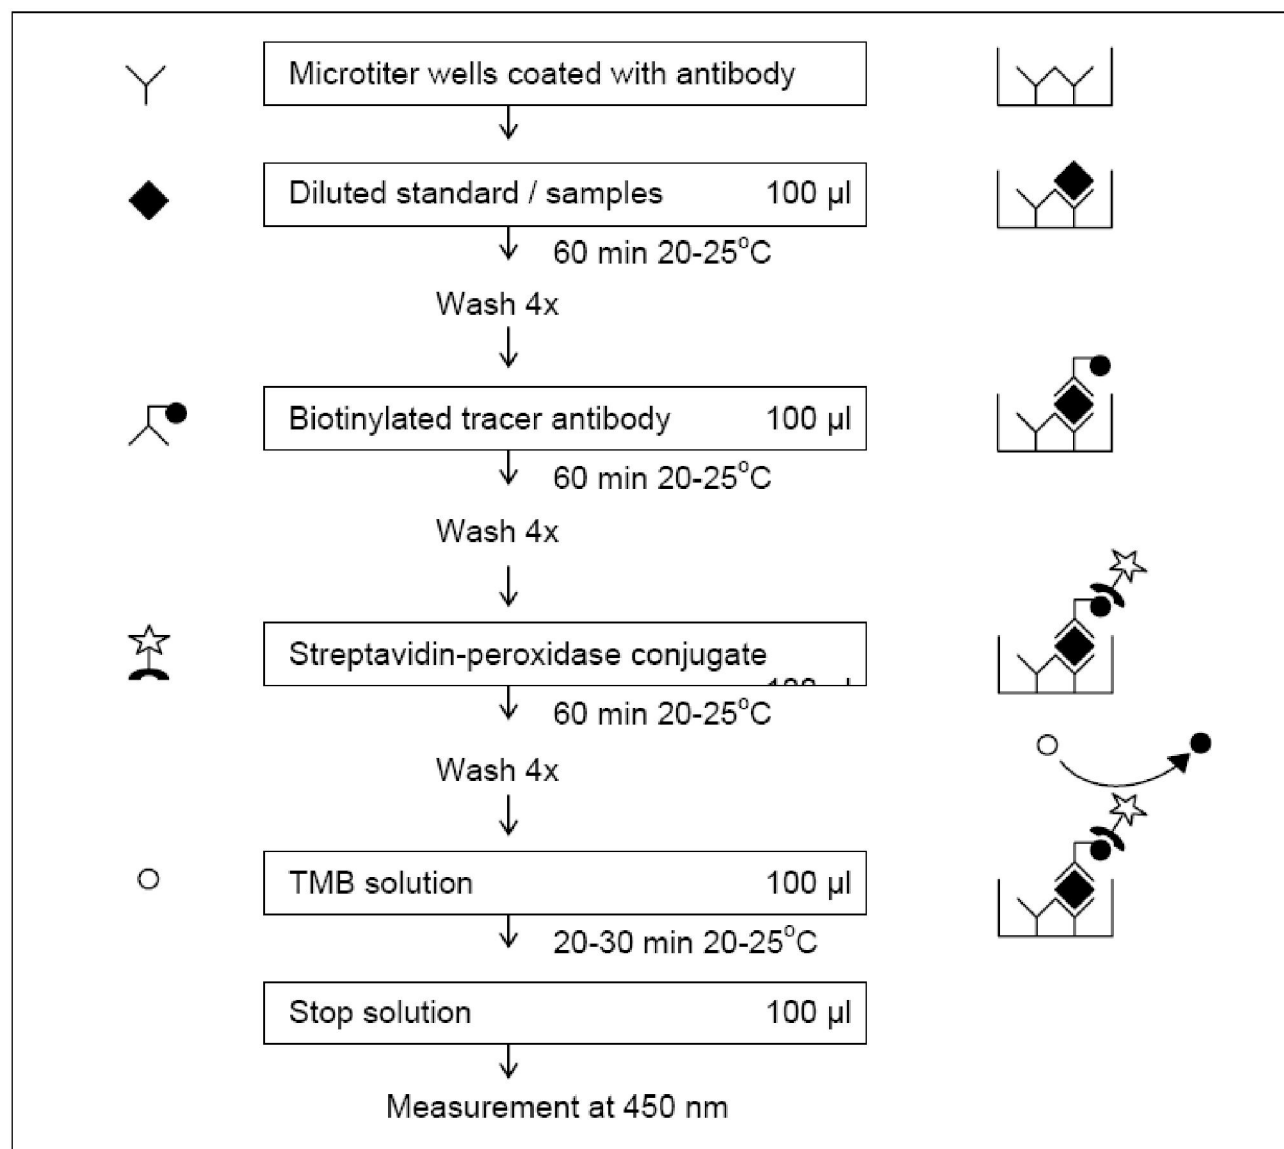 Microtiter wells coated with antibody
Diluted standard / samples 100 µl
60 min 20-25°C
Wash 4x
Biotinylated tracer antibody 100 µl
60 min 20-25°C
Wash 4x
Streptavidin-peroxidase conjugate
60 min 20-25°C
Wash 4x
TMB solution 100 µl
20-30 min 20-25°C
Stop solution 100 µl
Measurement at 450 nm